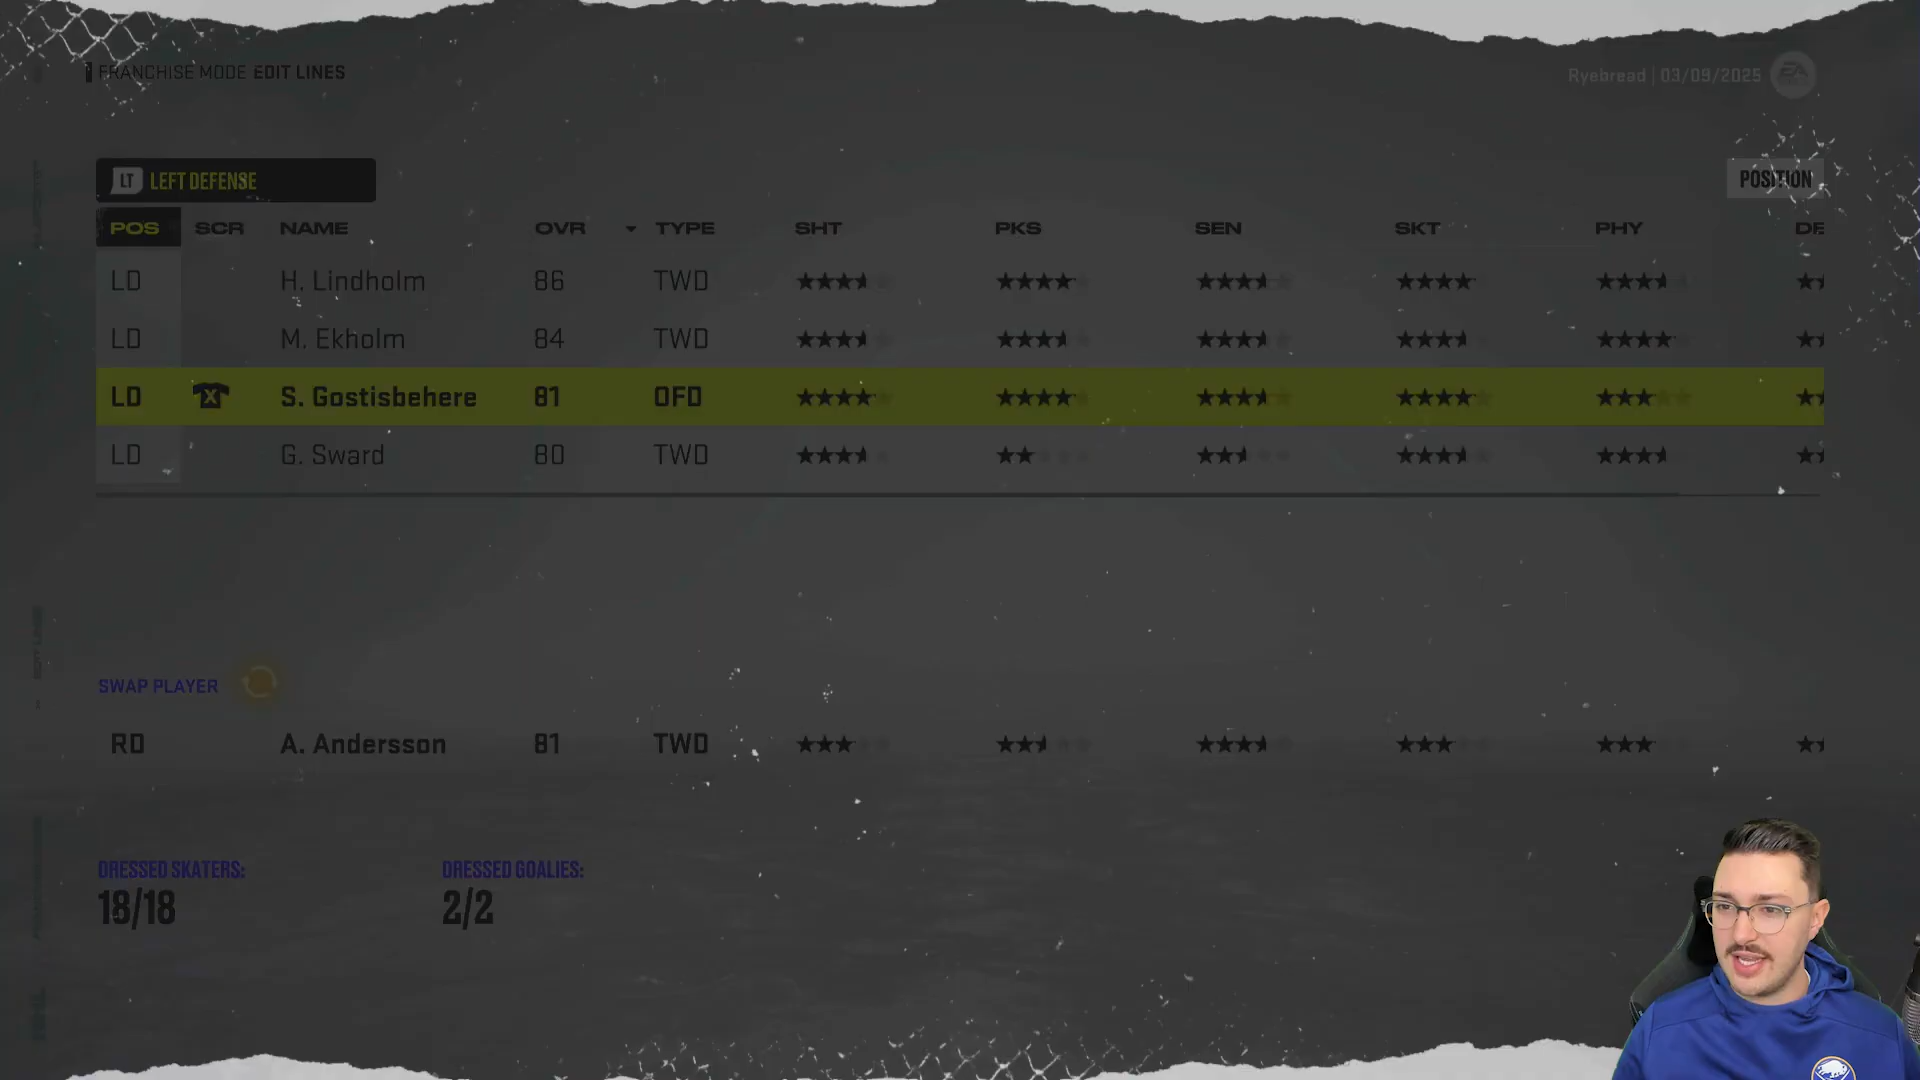 FRANCHISE MODE EDIT LINES
Ryebread | 03/09/2025 EA
LT LEFT DEFENSE
POSITION
POS SCR NAME OVR TYPE SHT PKS SEN SKT PHY DE
LD H. Lindholm 86 TWD
LD M. Ekholm 84 TWD
LD X S. Gostisbehere 81 OFD
LD G. Sward 80 TWD
SWAP PLAYER
RD A. Andersson 81 TWD
DRESSED SKATERS: DRESSED GOALIES:
18/18 2/2